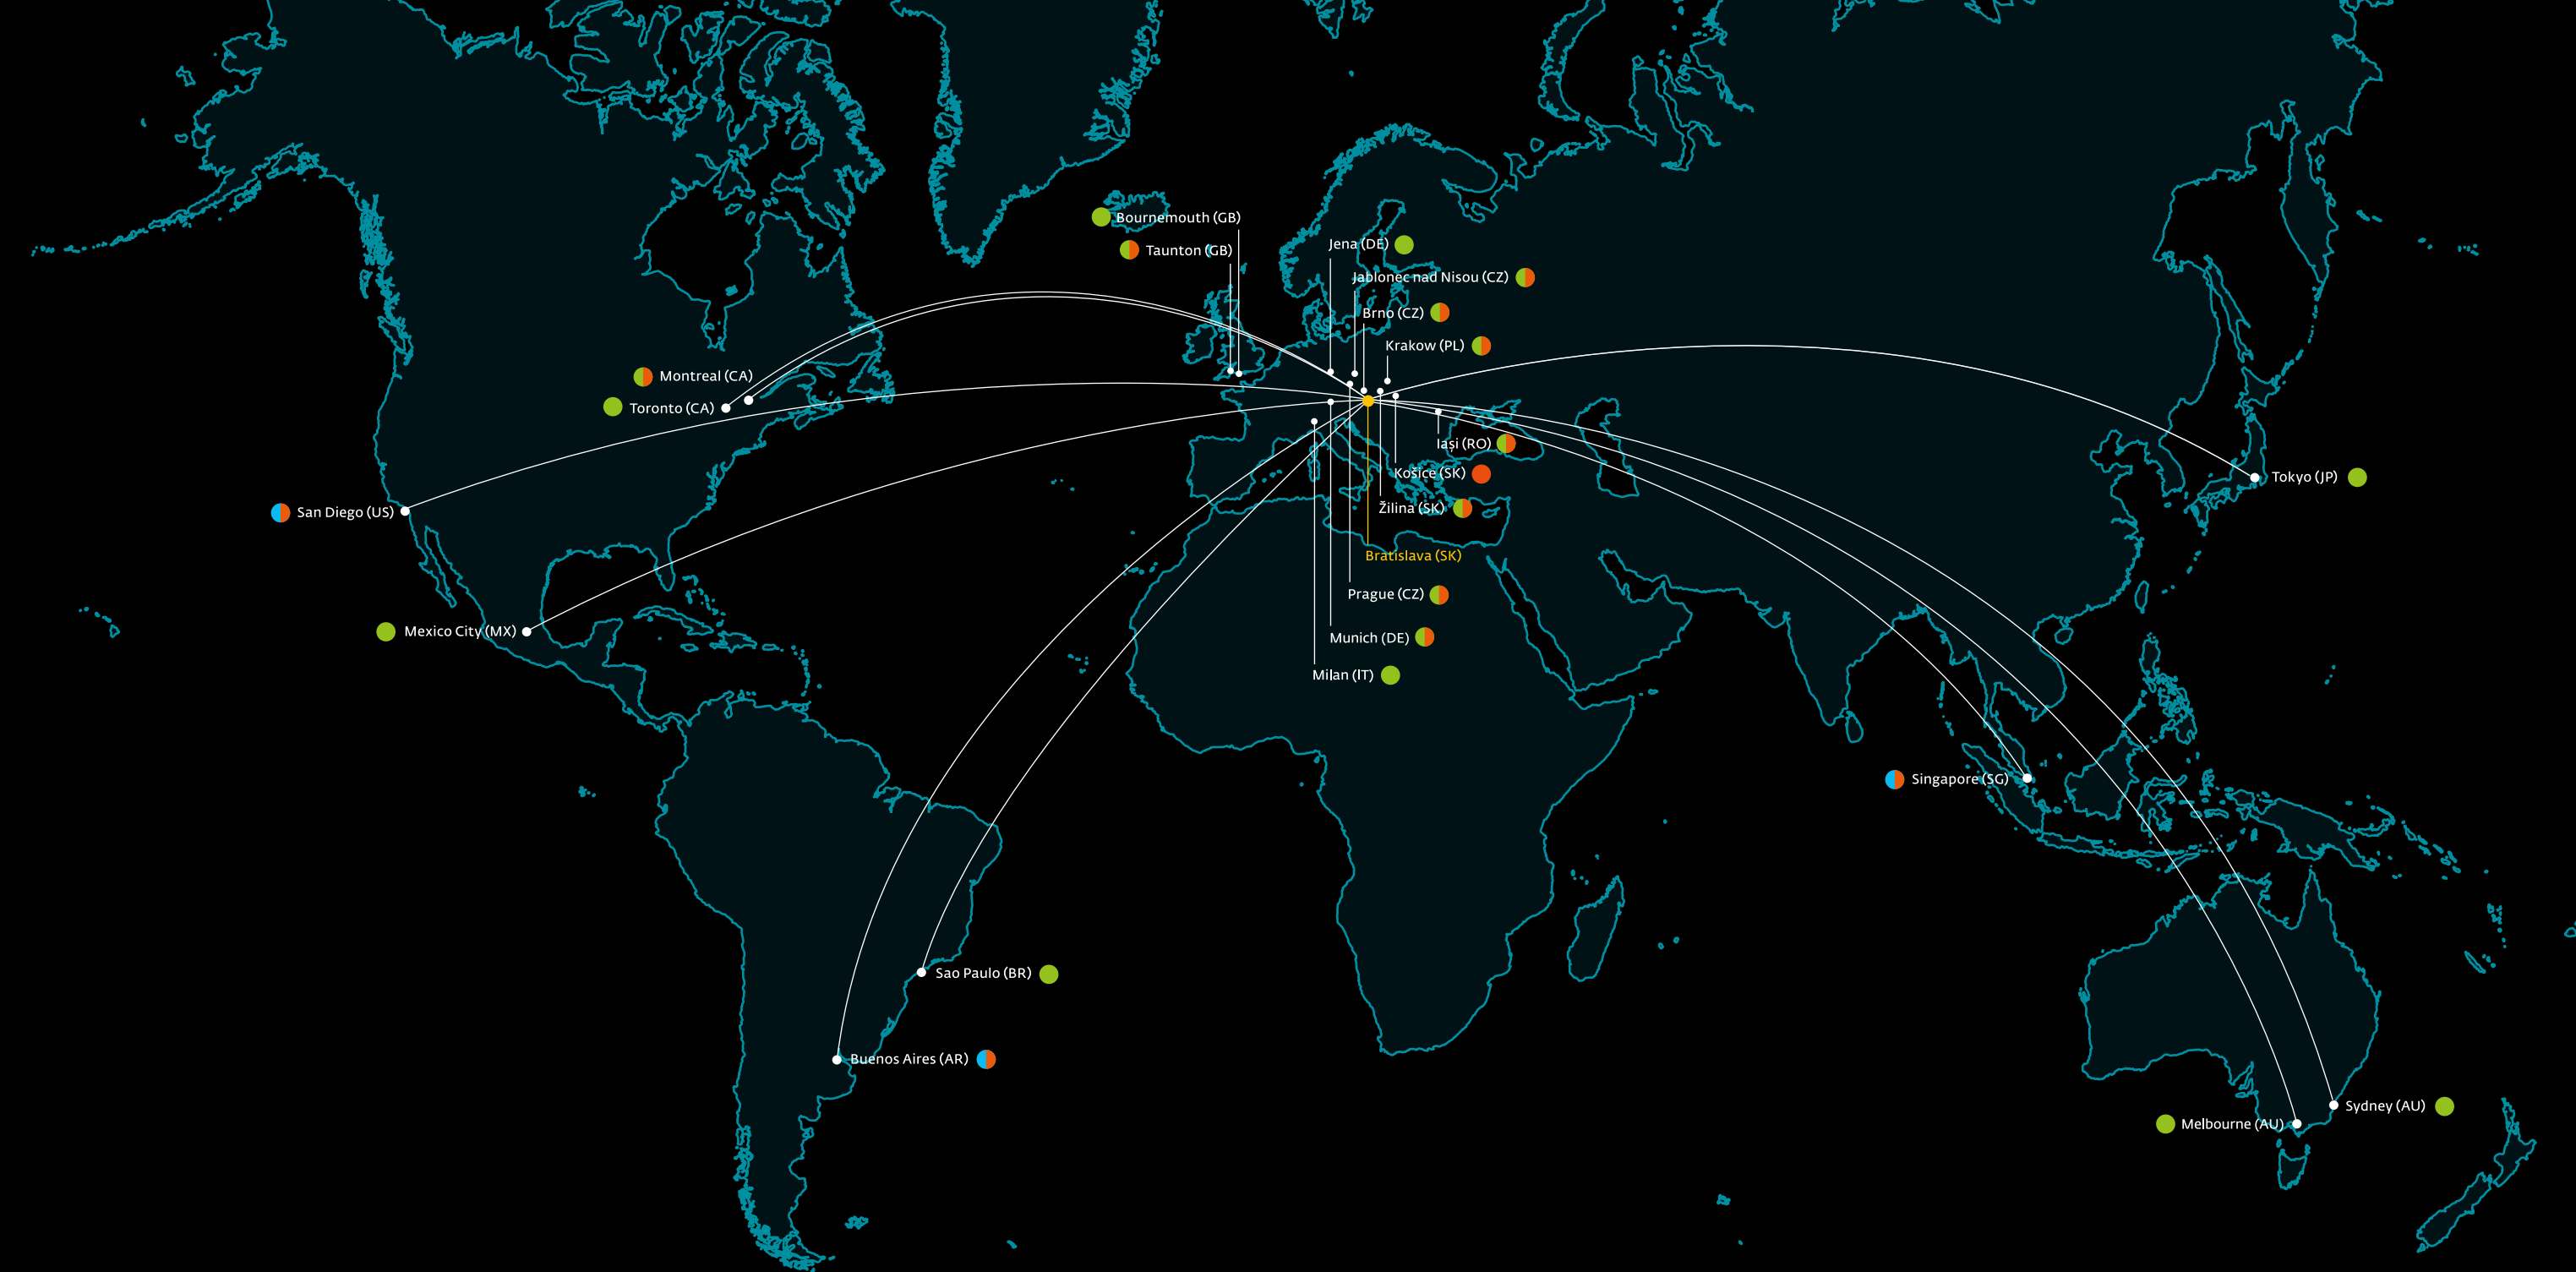 Bournemouth (GB)
Jena (DE)
Taunton (GB)
Jablonec nad Nisou (CZ)
Brno (CZ)
Krakow (PL)
Montreal (CA)
Toronto (CA)
Iași (RO)
Košice (SK)
Tokyo (JP)
San Diego (US)
Žilina (SK)
Bratislava (SK)
Prague (CZ)
Mexico City (MX)
Munich (DE)
Milan (IT)
Singapore (SG)
Sao Paulo (BR)
Buenos Aires (AR)
Sydney (AU)
Melbourne (AU)